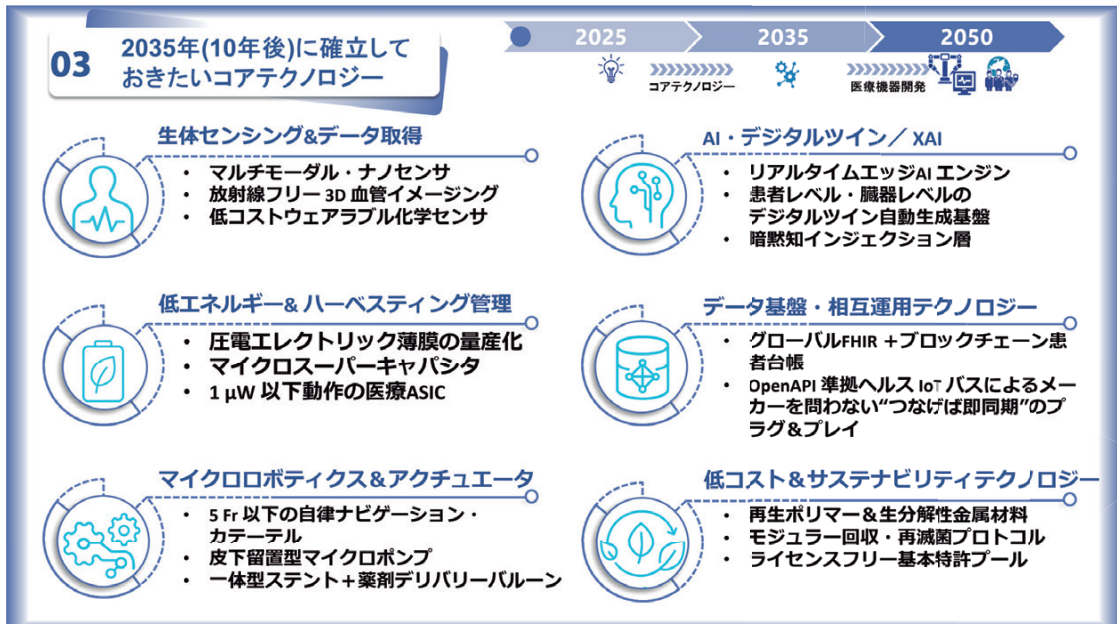 03
2035年(10年後)に確立して
おきたいコアテクノロジー
2025
2035
2050
コアテクノロジー
医療機器開発
生体センシング&データ取得
• マルチモーダル・ナノセンサ
• 放射線フリー 3D 血管イメージング
• 低コストウェアラブル化学センサ
AI・デジタルツイン／ XAI
• リアルタイムエッジAI エンジン
• 患者レベル・臓器レベルの
デジタルツイン自動生成基盤
• 暗黙知インジェクション層
低エネルギー& ハーベスティング管理
• 圧電エレクトリック薄膜の量産化
• マイクロスーパーキャパシタ
• 1 μW 以下動作の医療ASIC
データ基盤・相互運用テクノロジー
• グローバルFHIR ＋ブロックチェーン患
者台帳
• OpenAPI 準拠ヘルス IoT バスによるメー
カーを問わない“つなげば即同期”のプ
ラグ&プレイ
マイクロロボティクス＆アクチュエータ
• 5 Fr 以下の自律ナビゲーション・
カテーテル
• 皮下留置型マイクロポンプ
• 一体型ステント＋薬剤デリバリーバルーン
低コスト＆サステナビリティテクノロジー
• 再生ポリマー＆生分解性金属材料
• モジュラー回収・再滅菌プロトコル
• ライセンスフリー基本特許プール